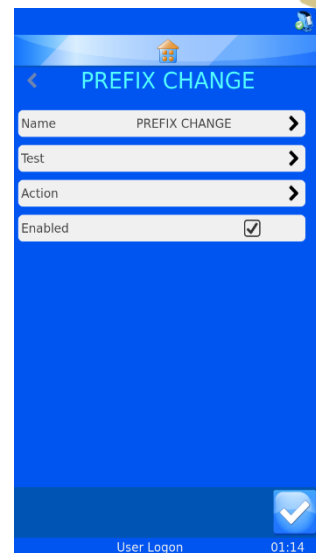 PREFIX CHANGE
Name PREFIX CHANGE
Test
Action
Enabled
User Logon 01:14